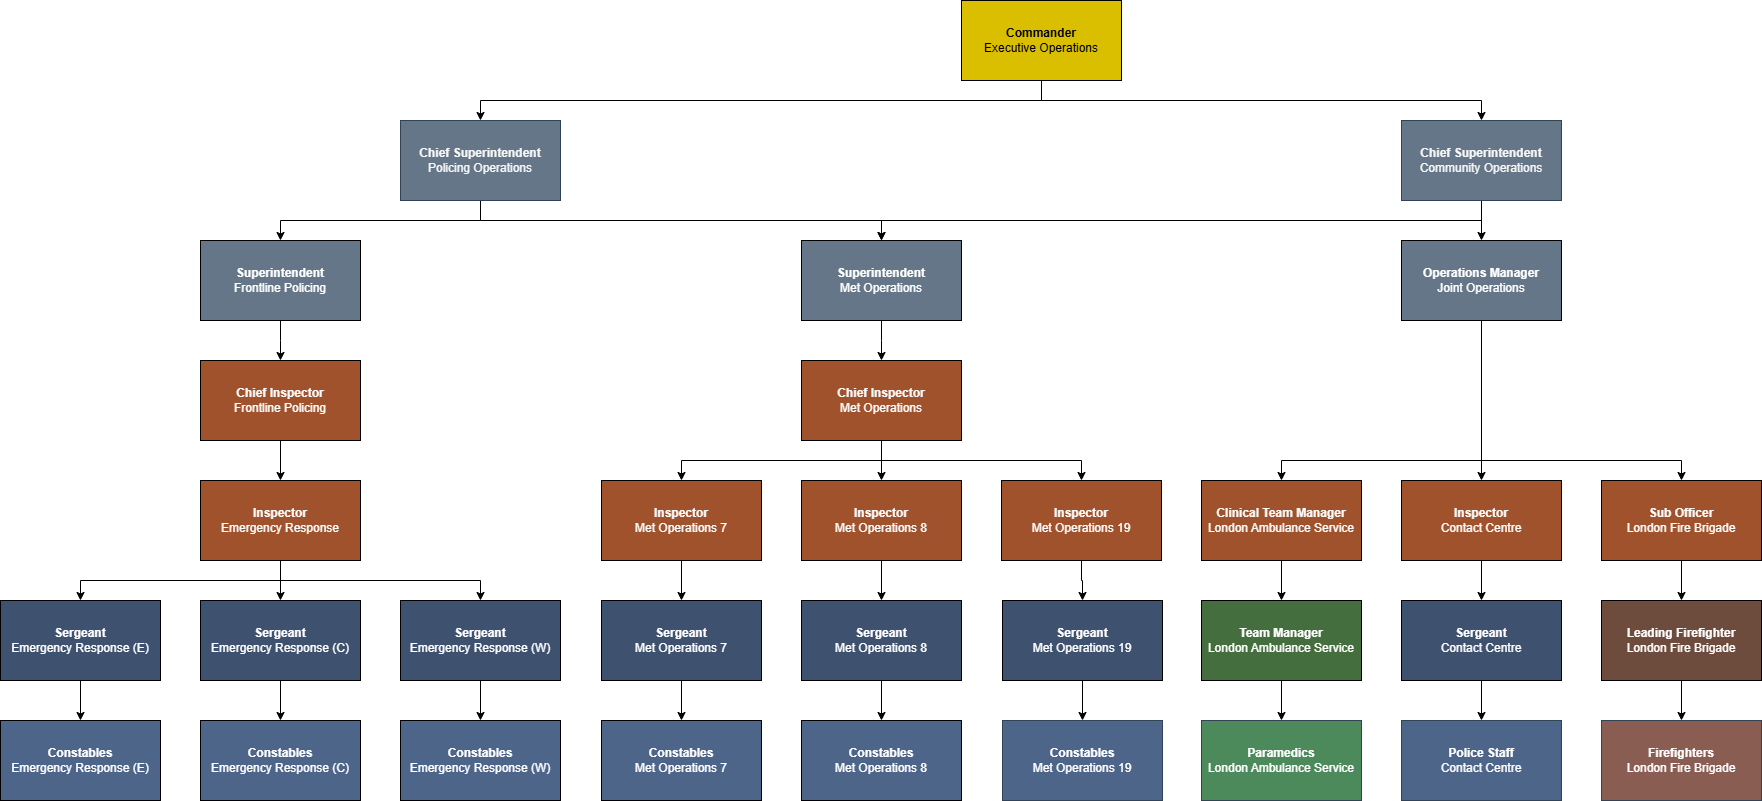 Commander
Executive Operations
Chief Superintendent
Policing Operations
Chief Superintendent
Community Operations
Superintendent
Frontline Policing
Superintendent
Met Operations
Operations Manager
Joint Operations
Chief Inspector
Frontline Policing
Chief Inspector
Met Operations
Inspector
Emergency Response
Inspector
Met Operations 7
Inspector
Met Operations 8
Inspector
Met Operations 19
Clinical Team Manager
London Ambulance Service
Inspector
Contact Centre
Sub Officer
London Fire Brigade
Sergeant
Emergency Response (E)
Sergeant
Emergency Response (C)
Sergeant
Emergency Response (W)
Sergeant
Met Operations 7
Sergeant
Met Operations 8
Sergeant
Met Operations 19
Team Manager
London Ambulance Service
Sergeant
Contact Centre
Leading Firefighter
London Fire Brigade
Constables
Emergency Response (E)
Constables
Emergency Response (C)
Constables
Emergency Response (W)
Constables
Met Operations 7
Constables
Met Operations 8
Constables
Met Operations 19
Paramedics
London Ambulance Service
Police Staff
Contact Centre
Firefighters
London Fire Brigade